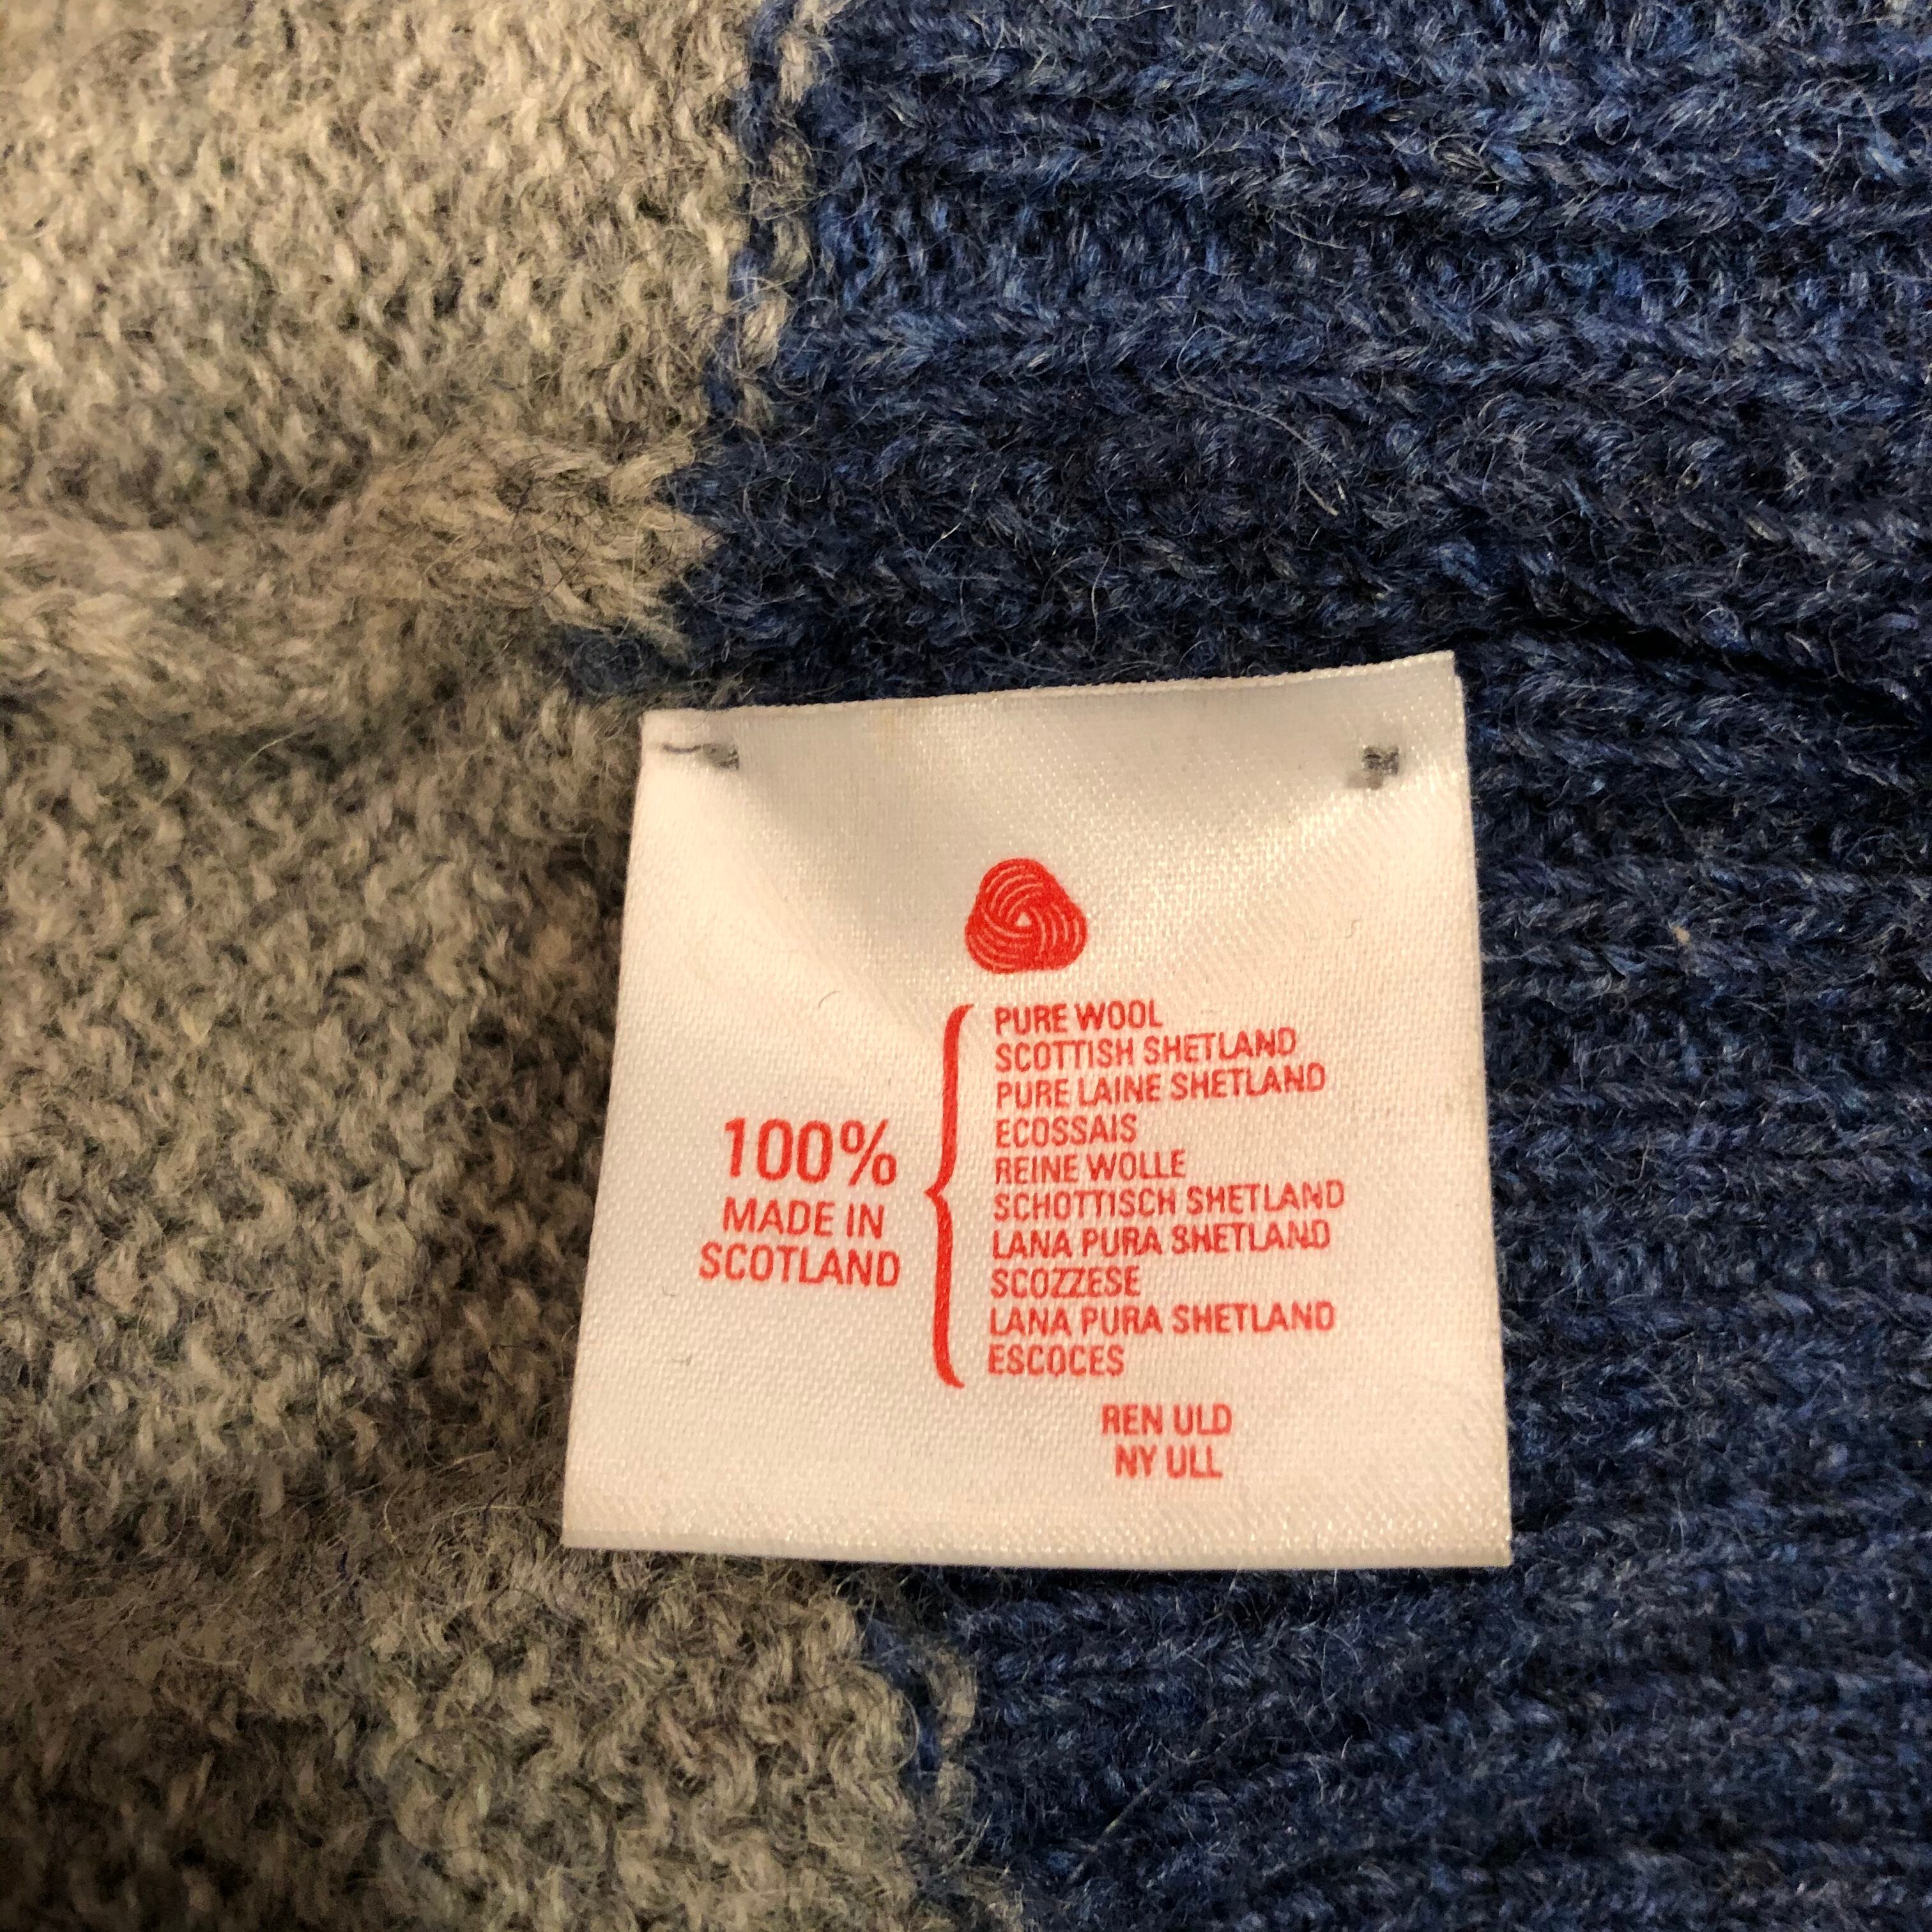 100%
MADE IN
SCOTLAND
PURE WOOL
SCOTTISH SHETLAND
PURE LAINE SHETLAND
ECOSSAIS
REINE WOLLE
SCHOTTISCH SHETLAND
LANA PURA SHETLAND
SCOZZESE
LANA PURA SHETLAND
ESCOCES
REN ULD
NY ULL